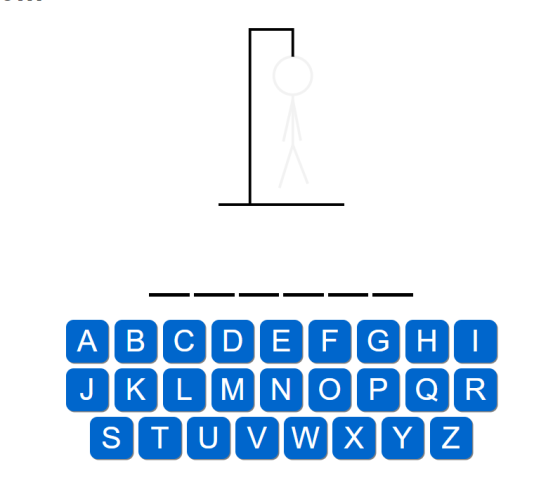 A B C D E F G H I
J K L M N O P Q R
S T U V W X Y Z